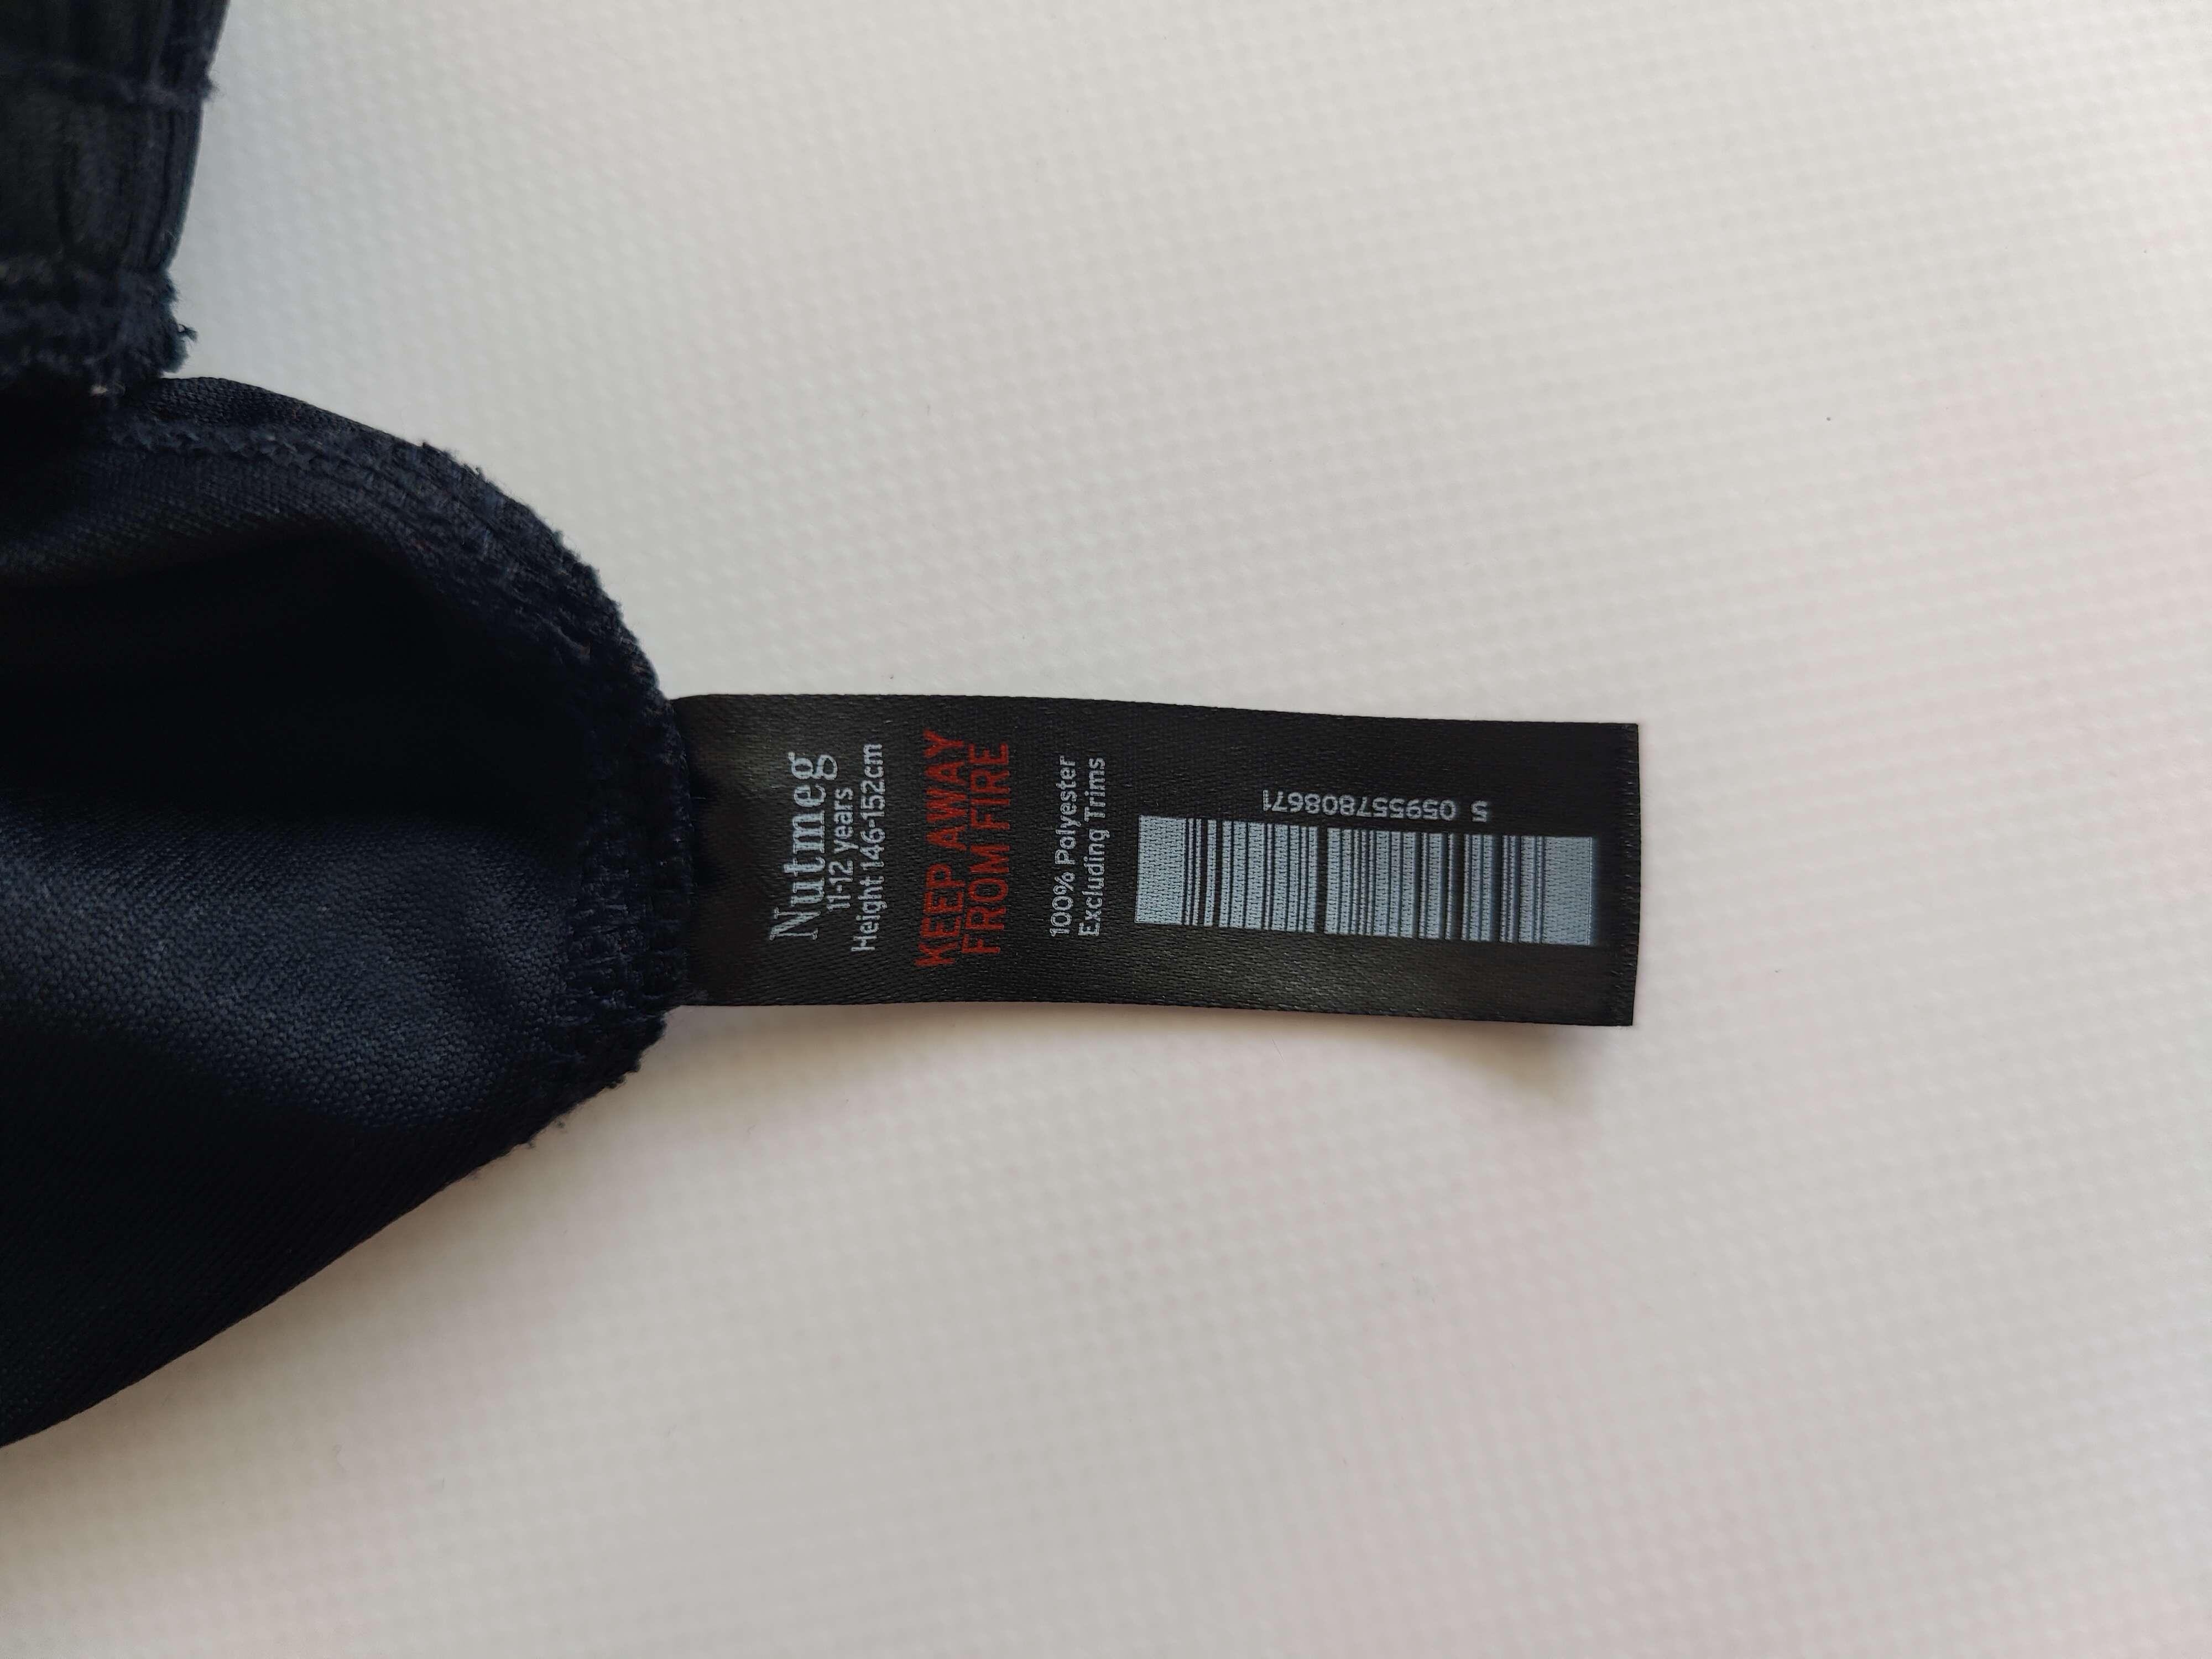 Nutmeg
11-12 years
Height 146-152cm
KEEP AWAY
FROM FIRE
100% Polyester
Excluding Trims
5 059557808671